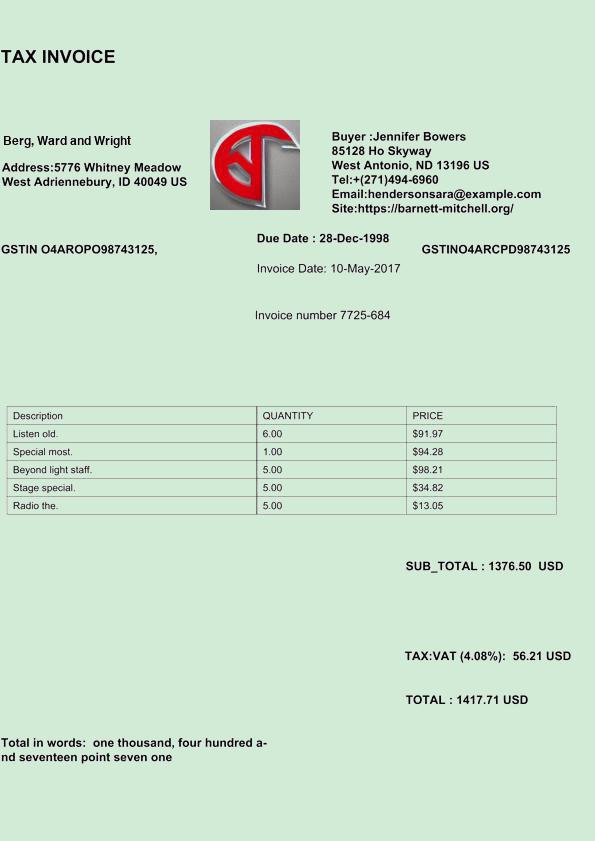 TAX INVOICE
Berg, Ward and Wright
Address:5776 Whitney Meadow
West Adriennebury, ID 40049 US
Buyer :Jennifer Bowers
85128 Ho Skyway
West Antonio, ND 13196 US
Tel:+(271)494-6960
Email:hendersonsara@example.com
Site:https://barnett-mitchell.org/
GSTIN O4AROPO98743125,
Due Date : 28-Dec-1998
GSTINO4ARCPD98743125
Invoice Date: 10-May-2017
Invoice number 7725-684
Description QUANTITY PRICE
Listen old. 6.00 $91.97
Special most. 1.00 $94.28
Beyond light staff. 5.00 $98.21
Stage special. 5.00 $34.82
Radio the. 5.00 $13.05
SUB_TOTAL : 1376.50 USD
TAX:VAT (4.08%): 56.21 USD
TOTAL : 1417.71 USD
Total in words: one thousand, four hundred a-
nd seventeen point seven one